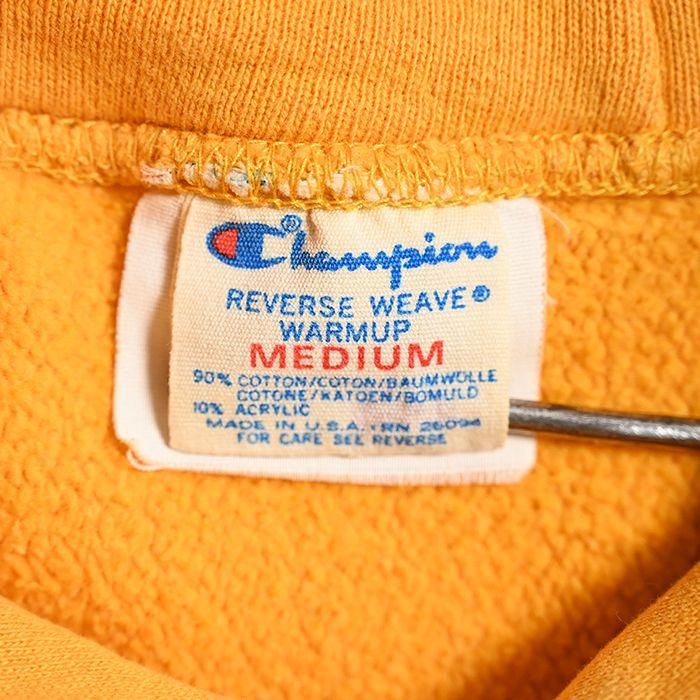 Champion®
REVERSE WEAVE®
WARMUP
MEDIUM
90% COTTON/COTON/BAUMWOLLE
COTONE/KATOEN/BOMULD
10% ACRYLIC
MADE IN U.S.A. · RN 26094
FOR CARE SEE REVERSE